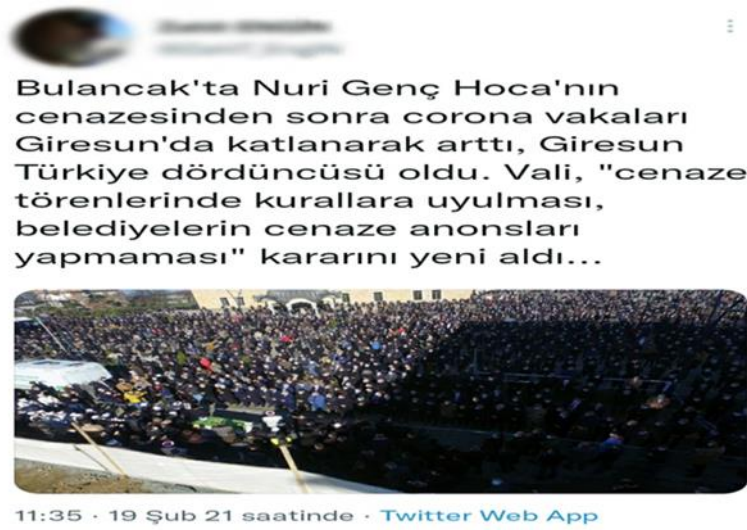 Bulancak'ta Nuri Genç Hoca'nın
cenazesinden sonra corona vakaları
Giresun'da katlanarak arttı, Giresun
Türkiye dördüncüsü oldu. Vali, "cenaze
törenlerinde kurallara uyulması,
belediyelerin cenaze anonsları
yapmaması" kararını yeni aldı...
11:35 · 19 Şub 21 saatinde · Twitter Web App